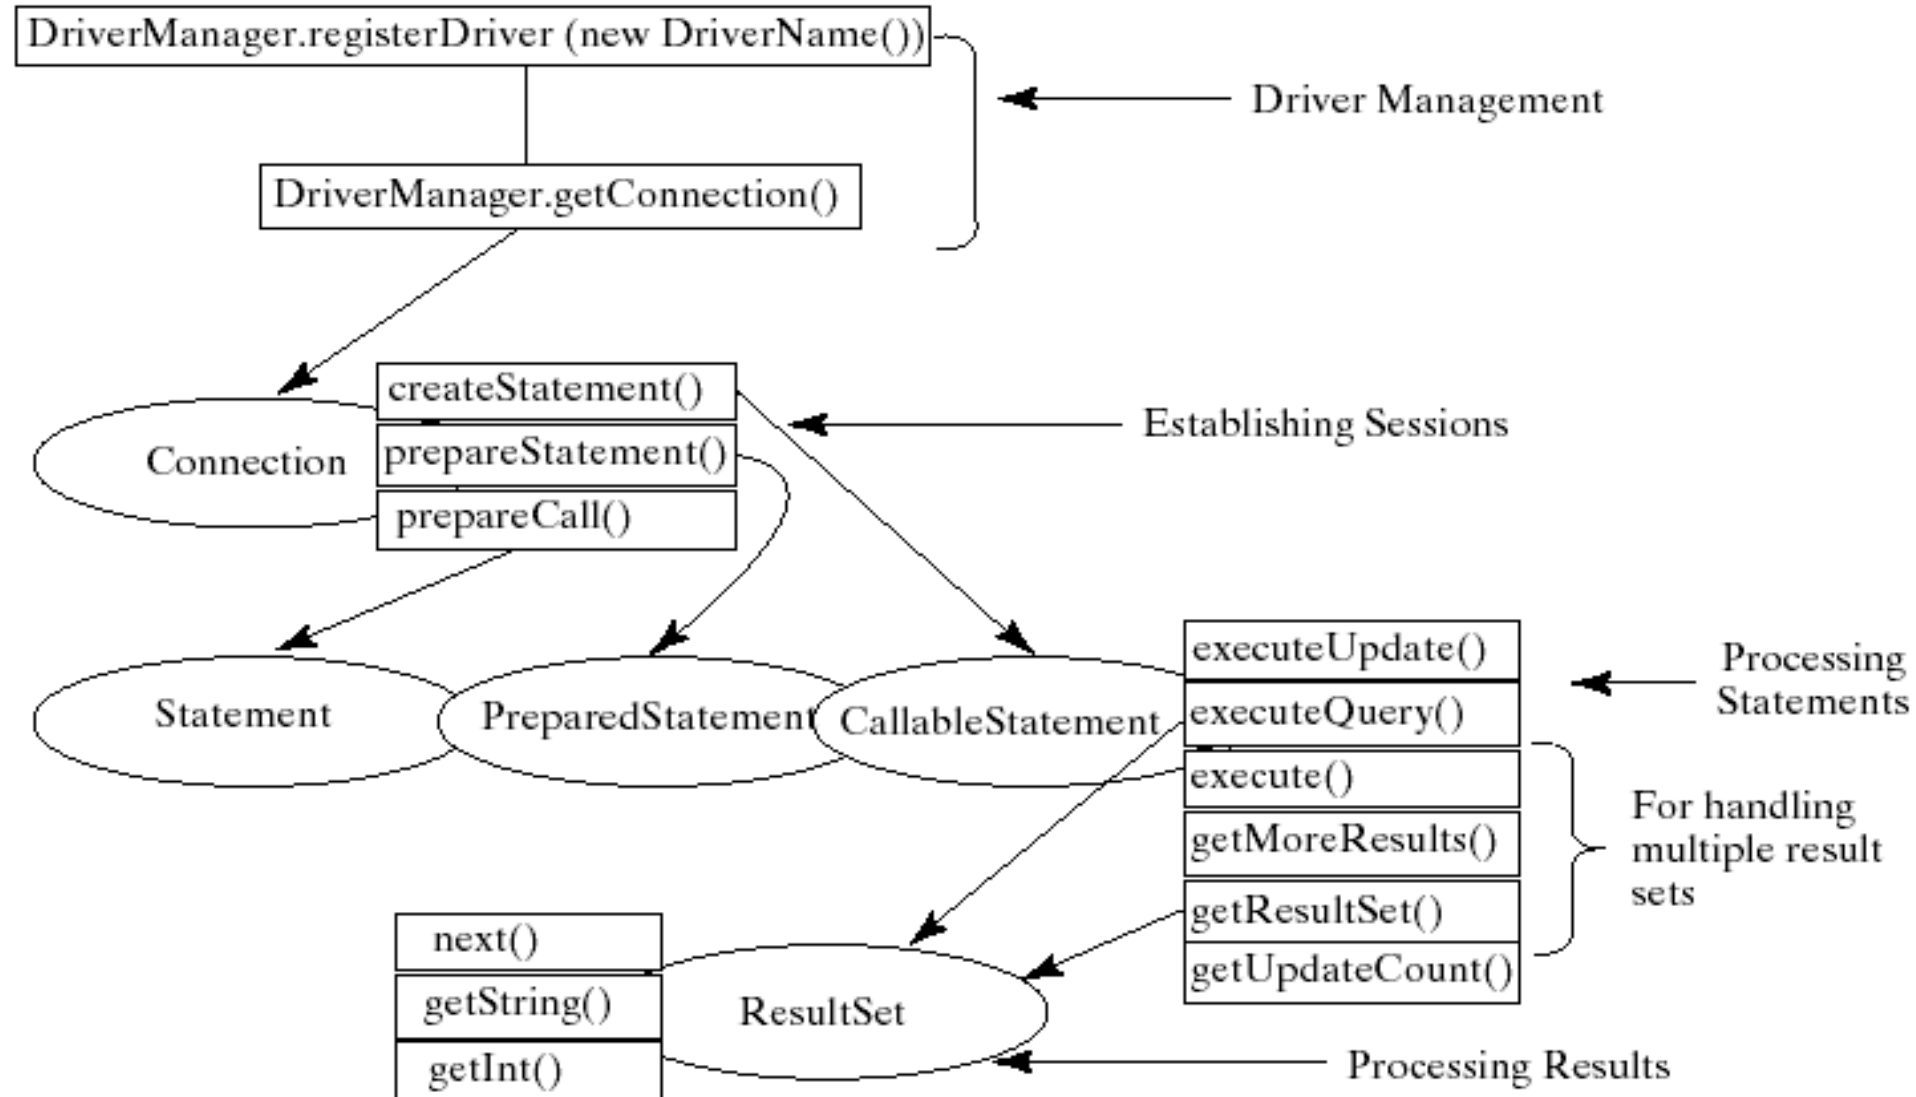 DriverManager.registerDriver (new DriverName())
Driver Management
DriverManager.getConnection()
createStatement()
Establishing Sessions
Connection
prepareStatement()
prepareCall()
executeUpdate()
Processing
Statements
Statement
PreparedStatement
CallableStatement
executeQuery()
execute()
For handling
multiple result
sets
getMoreResults()
getResultSet()
getUpdateCount()
next()
getString()
ResultSet
getInt()
Processing Results